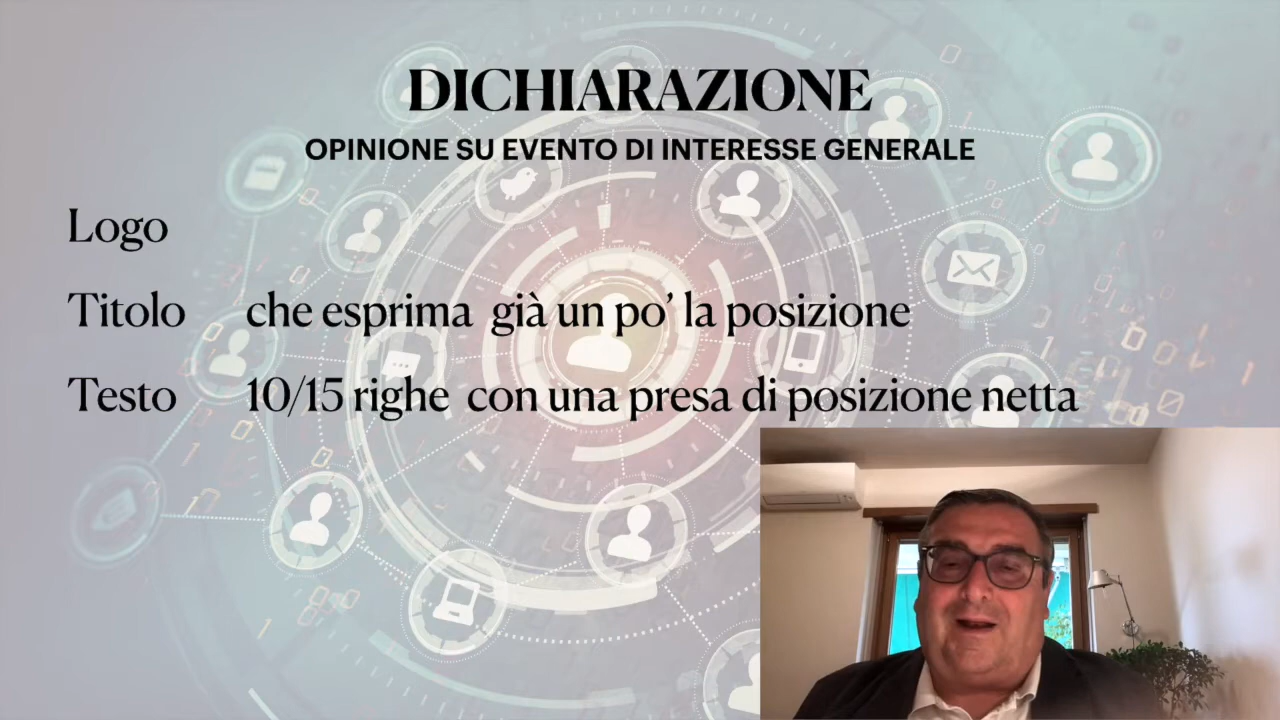 DICHIARAZIONE
OPINIONE SU EVENTO DI INTERESSE GENERALE
Logo
Titolo che esprima già un po’ la posizione
Testo 10/15 righe con una presa di posizione netta